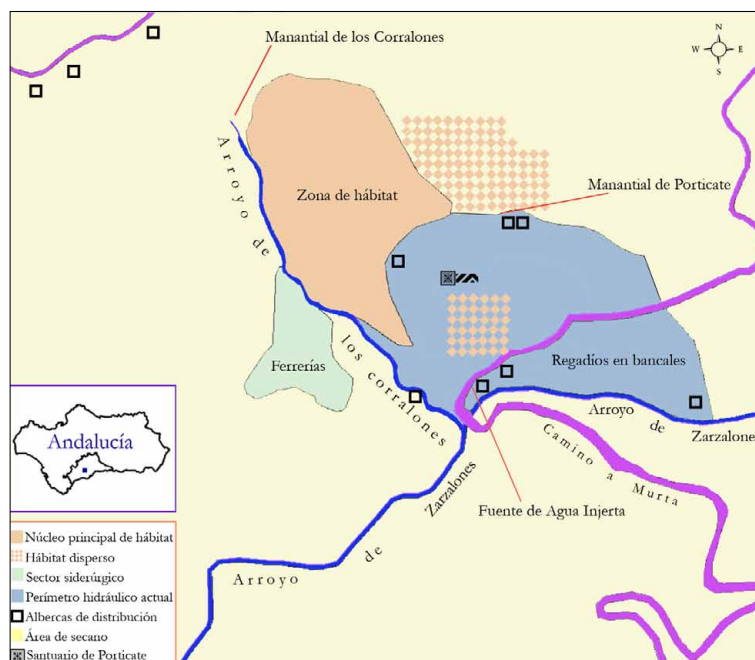 Manantial de los Corralones
N
W E
S
Arroyo de los corralones
Zona de hábitat
Manantial de Porticate
Ferrerías
Regadíos en bancales
Arroyo de Zarzalones
Camino a Murta
Fuente de Agua Injerta
Arroyo de Zarzalones
Andalucía
Núcleo principal de hábitat
Hábitat disperso
Sector siderúrgico
Perímetro hidráulico actual
Albercas de distribución
Área de secano
Santuario de Porticate